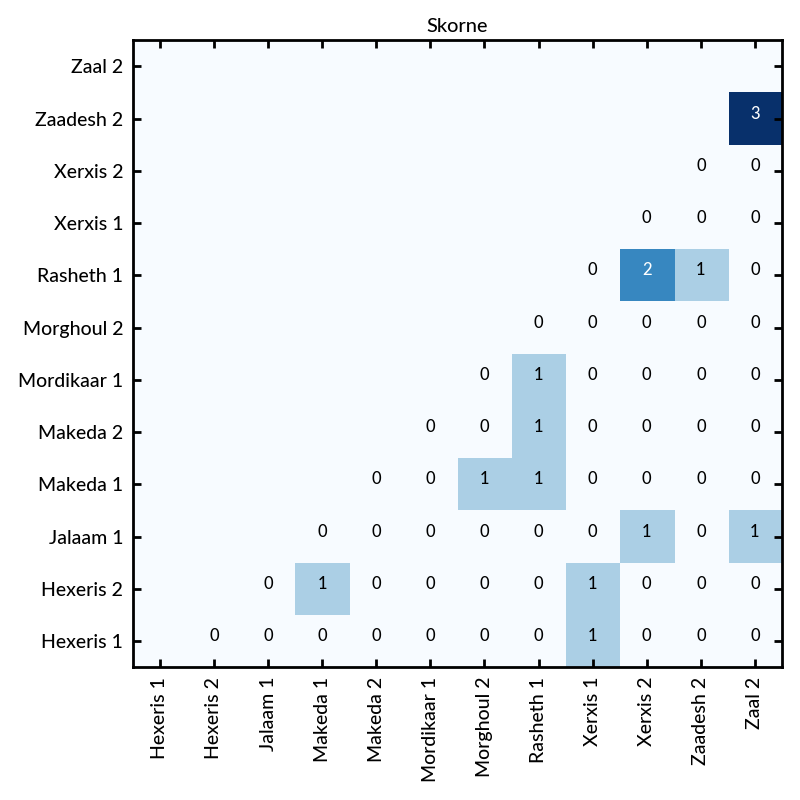 Skorne
Zaal 2
Zaadesh 2 3
Xerxis 2 0 0
Xerxis 1 0 0 0
Rasheth 1 0 2 1 0
Morghoul 2 0 0 0 0 0
Mordikaar 1 0 1 0 0 0 0
Makeda 2 0 0 1 0 0 0 0
Makeda 1 0 0 1 1 0 0 0 0
Jalaam 1 0 0 0 0 0 0 1 0 1
Hexeris 2 0 1 0 0 0 0 1 0 0 0
Hexeris 1 0 0 0 0 0 0 0 1 0 0 0
Hexeris 1
Hexeris 2
Jalaam 1
Makeda 1
Makeda 2
Mordikaar 1
Morghoul 2
Rasheth 1
Xerxis 1
Xerxis 2
Zaadesh 2
Zaal 2